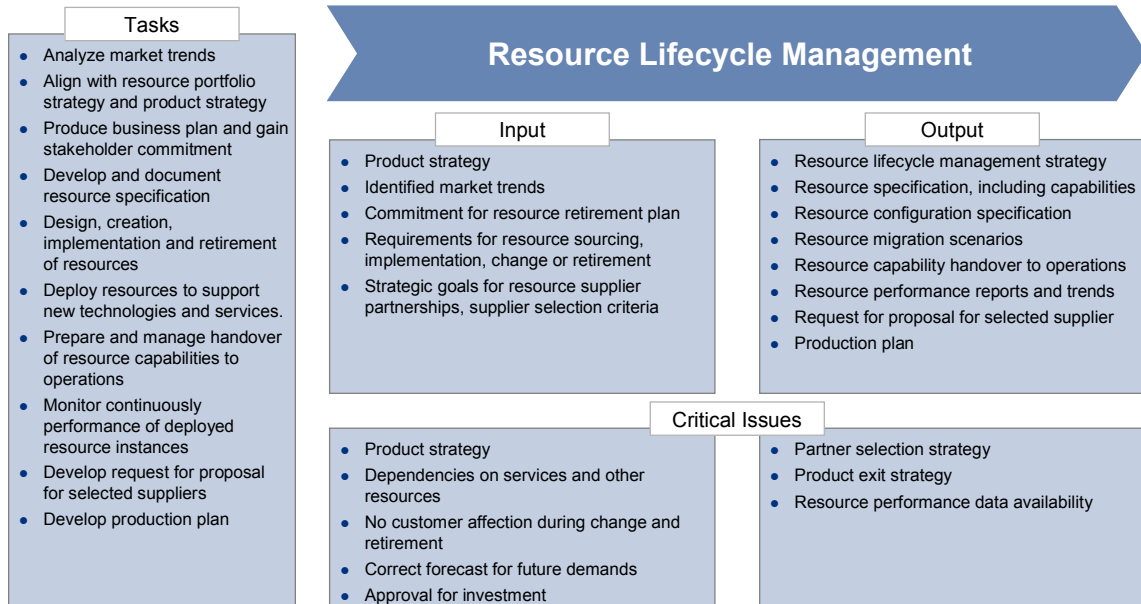 Tasks
• Analyze market trends
• Align with resource portfolio
strategy and product strategy
• Produce business plan and gain
stakeholder commitment
• Develop and document
resource specification
• Design, creation,
implementation and retirement
of resources
• Deploy resources to support
new technologies and services.
• Prepare and manage handover
of resource capabilities to
operations
• Monitor continuously
performance of deployed
resource instances
• Develop request for proposal
for selected suppliers
• Develop production plan
Resource Lifecycle Management
Input
• Product strategy
• Identified market trends
• Commitment for resource retirement plan
• Requirements for resource sourcing,
implementation, change or retirement
• Strategic goals for resource supplier
partnerships, supplier selection criteria
Output
• Resource lifecycle management strategy
• Resource specification, including capabilities
• Resource configuration specification
• Resource migration scenarios
• Resource capability handover to operations
• Resource performance reports and trends
• Request for proposal for selected supplier
• Production plan
Critical Issues
• Product strategy
• Dependencies on services and other
resources
• No customer affection during change and
retirement
• Correct forecast for future demands
• Approval for investment
• Partner selection strategy
• Product exit strategy
• Resource performance data availability